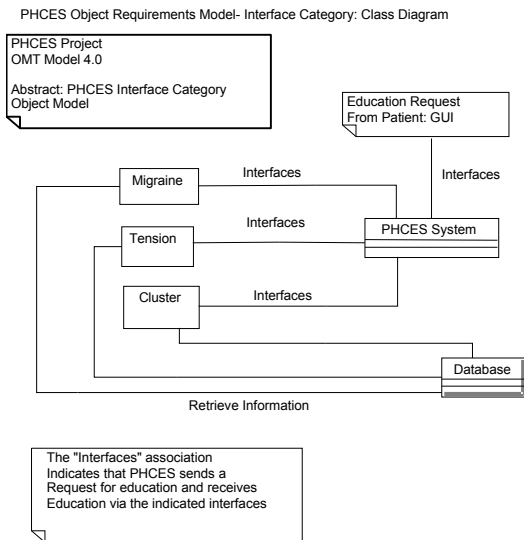 PHCES Object Requirements Model- Interface Category: Class Diagram
PHCES Project
OMT Model 4.0
Abstract: PHCES Interface Category
Object Model
Education Request
From Patient: GUI
Interfaces
Migraine
Interfaces
Interfaces
Tension
PHCES System
Cluster
Interfaces
Database
Retrieve Information
The "Interfaces" association
Indicates that PHCES sends a
Request for education and receives
Education via the indicated interfaces